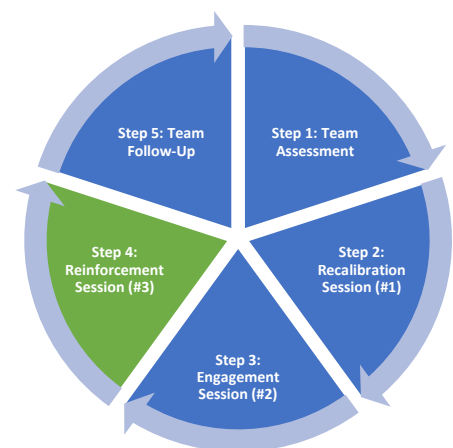 Step 1: Team
Assessment
Step 2:
Recalibration
Session (#1)
Step 3:
Engagement
Session (#2)
Step 4:
Reinforcement
Session (#3)
Step 5: Team
Follow-Up